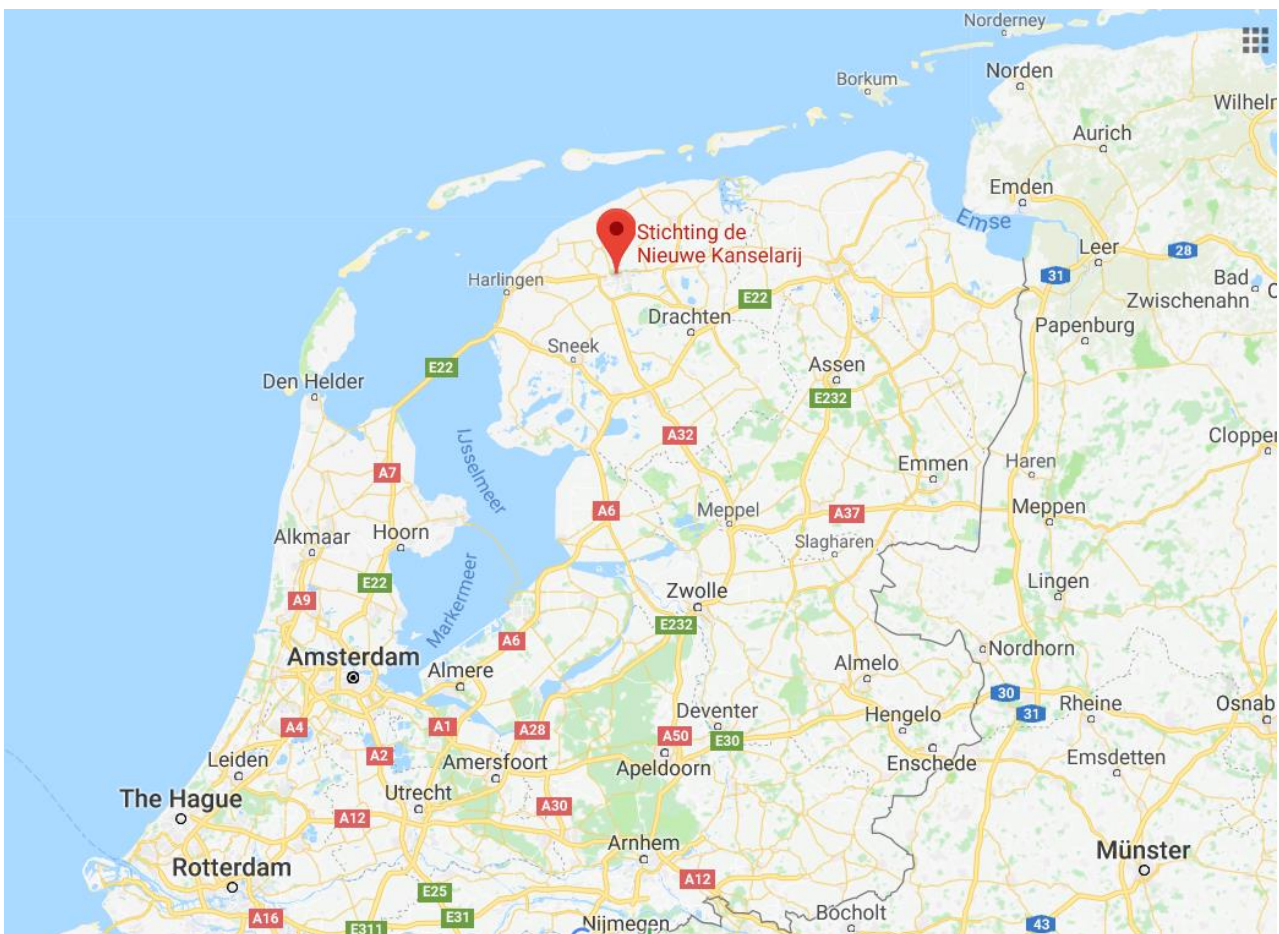 Norderney
Borkum
Norden
Wilheln
Aurich
Emden
Emse
Stichting de
Nieuwe Kanselarij
Leer
28
31
Bad
Zwischenahn
Harlingen
E22
Drachten
Papenburg
Sneek
E22
Assen
Den Helder
E232
IJsselmeer
A32
Cloppen
A7
Emmen
Haren
A6
Meppel
A37
Meppen
Alkmaar
Hoorn
Slagharen
E22
Lingen
A9
Markermeer
Zwolle
E232
A6
Amsterdam
Almere
Almelo
Nordhorn
30
Rheine
Osnab
A4
A1
A28
Deventer
31
Hengelo
A2
A50
E30
Leiden
Amersfoort
Apeldoorn
Enschede
Emsdetten
The Hague
Utrecht
A12
A30
Arnhem
Münster
Rotterdam
A12
E25
A16
E311
E31
Nijmegen
Bocholt
43